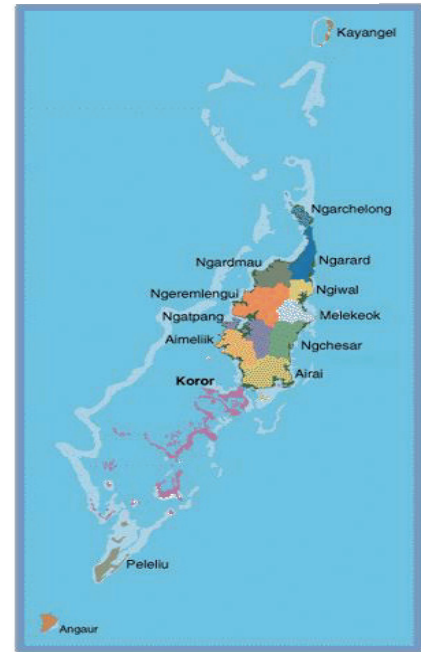 Kayangel
Ngarchelong
Ngardmau
Ngarard
Ngeremlengui
Ngiwal
Ngatpang
Melekeok
Aimeliik
Ngchesar
Koror
Airai
Peleliu
Angaur